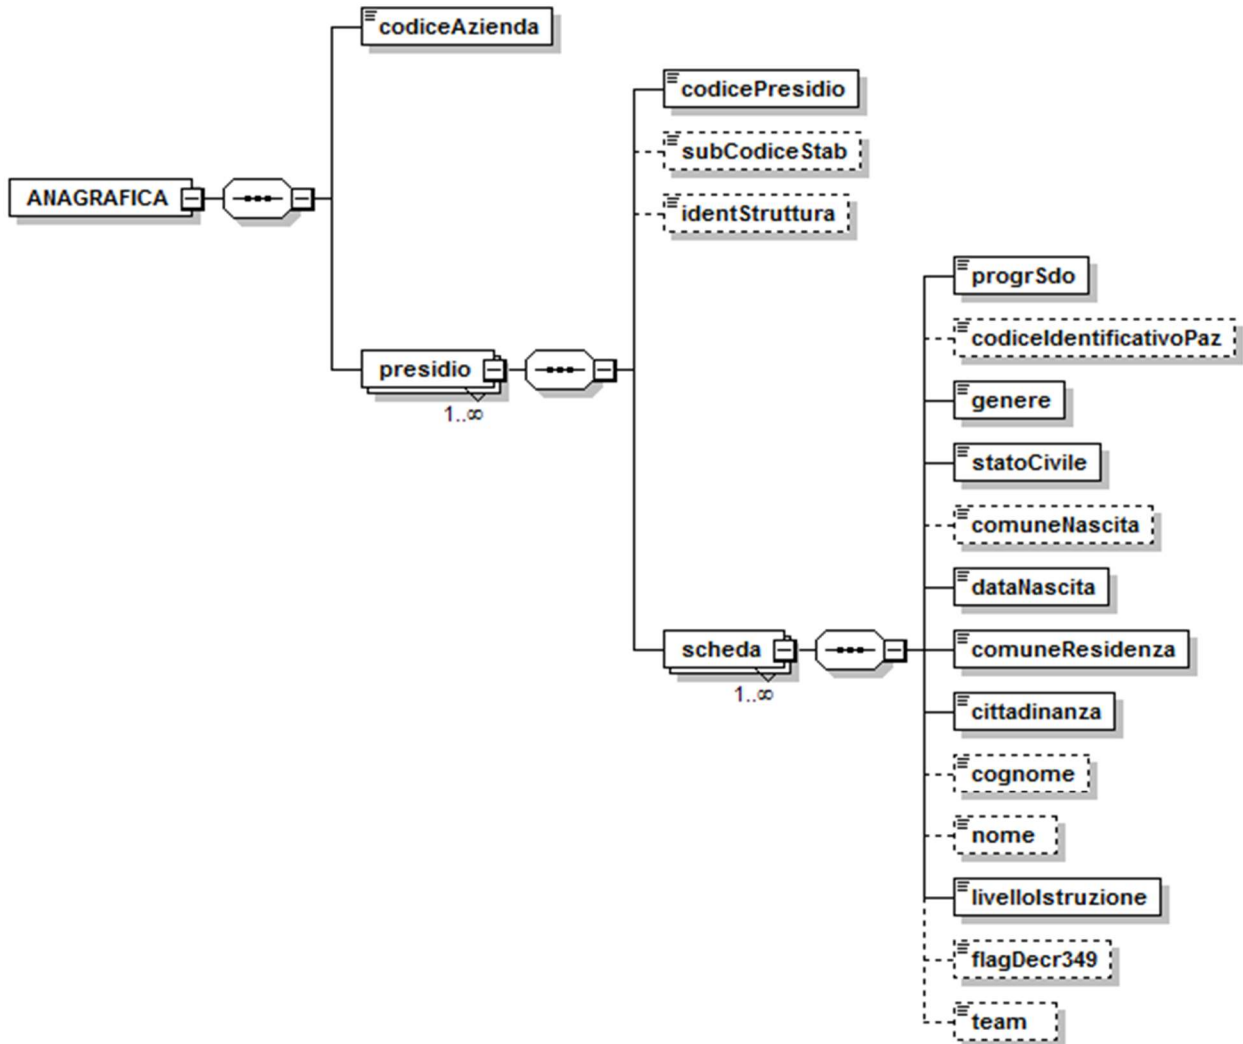 codiceAzienda
codicePresidio
subCodiceStab
ANAGRAFICA
identStruttura
progrSdo
codiceIdentificativoPaz
presidio
1..∞
genere
statoCivile
comuneNascita
dataNascita
scheda
1..∞
comuneResidenza
cittadinanza
cognome
nome
livelloIstruzione
flagDecr349
team